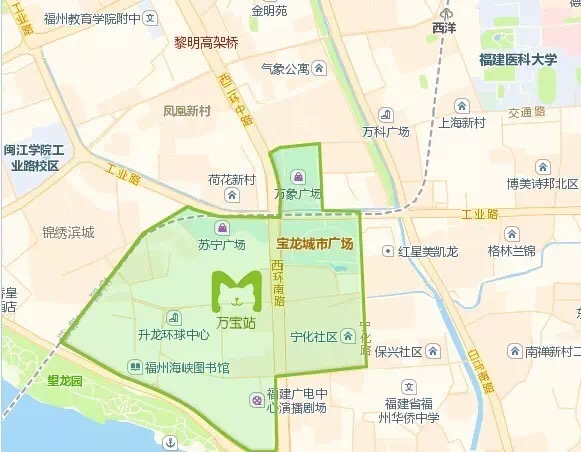 金明苑
福州教育学院附中
工业路
西洋
黎明高架桥
福建医科大学
气象公寓
西二环中路
凤凰新村
万科广场
上海新村
交通路
闽江学院工
业路校区
工业路
荷花新村
万象广场
博美诗邦北区
工业路
锦绣滨城
苏宁广场
宝龙城市广场
红星美凯龙
格林兰锦
西环南路
万宝站
升龙环球中心
宁化社区
宁化路
保兴社区
南禅新村二
福州海峡图书馆
望龙园
福建广电中
心演播剧场
福建省福
州华侨中学